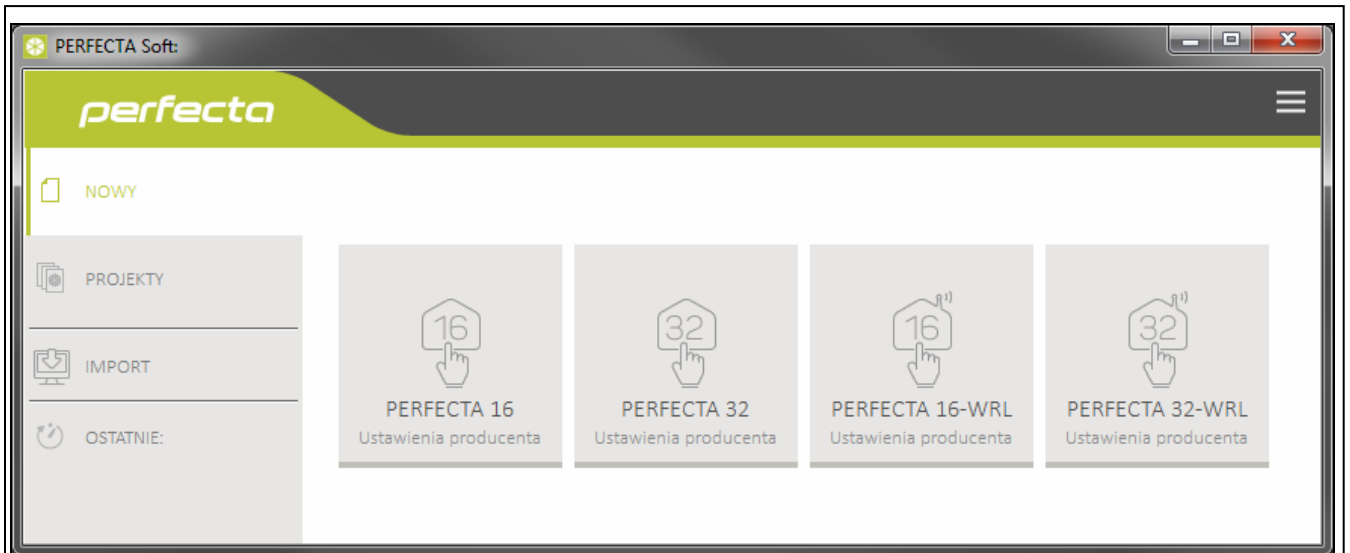 PERFECTA Soft:
perfecta
NOWY
PROJEKTY
IMPORT
OSTATNIE:
16
32
16
32
PERFECTA 16
PERFECTA 32
PERFECTA 16-WRL
PERFECTA 32-WRL
Ustawienia producenta
Ustawienia producenta
Ustawienia producenta
Ustawienia producenta